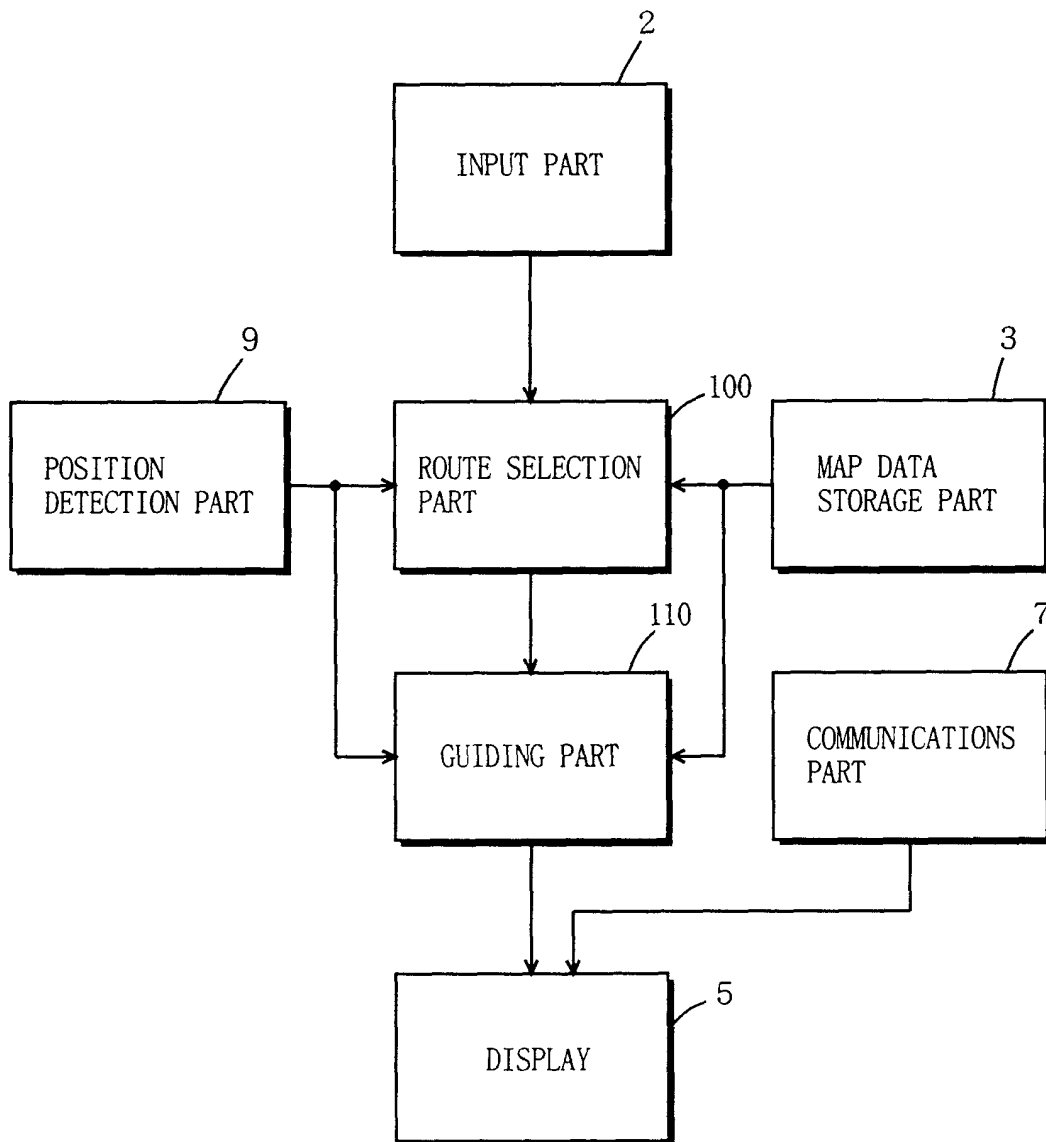 2
INPUT PART
9
POSITION
DETECTION PART
100
ROUTE SELECTION
PART
3
MAP DATA
STORAGE PART
110
GUIDING PART
7
COMMUNICATIONS
PART
5
DISPLAY